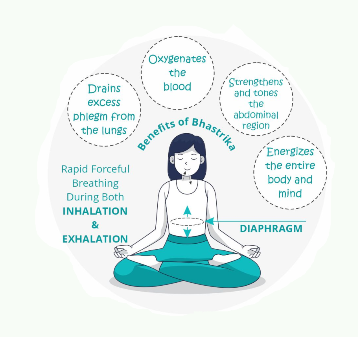 Oxygenates
the
blood
Drains
excess
phlegm from
the lungs
Strengthens
and tones
the
abdominal
region
Benefits of Bhastrika
Energizes
the entire
body and
mind
Rapid Forceful
Breathing
During Both
INHALATION
&
EXHALATION
DIAPHRAGM